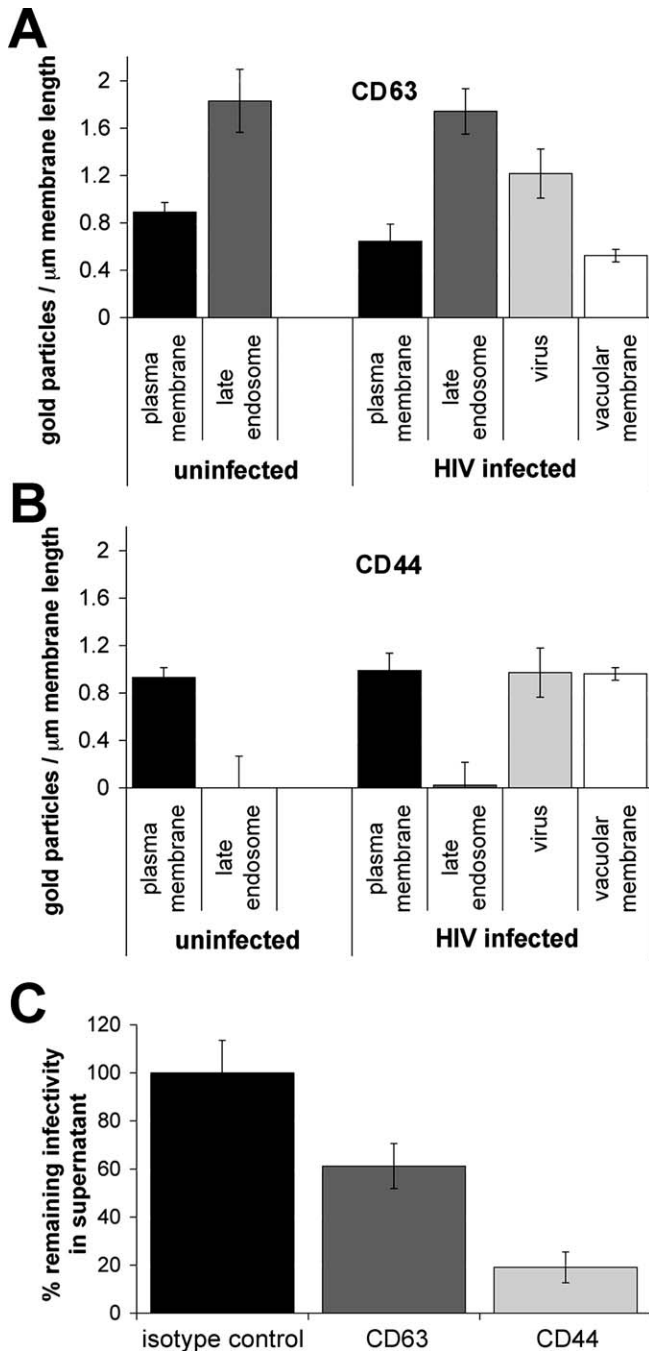 A
gold particles / μm membrane length
2
1.6
1.2
0.8
0.4
0
CD63
plasma
membrane
late
endosome
plasma
membrane
late
endosome
virus
vacuolar
membrane
uninfected
HIV infected
B
gold particles / μm membrane length
2
1.6
1.2
0.8
0.4
0
CD44
plasma
membrane
late
endosome
plasma
membrane
late
endosome
virus
vacuolar
membrane
uninfected
HIV infected
C
% remaining infectivity
in supernatant
120
100
80
60
40
20
0
isotype control
CD63
CD44